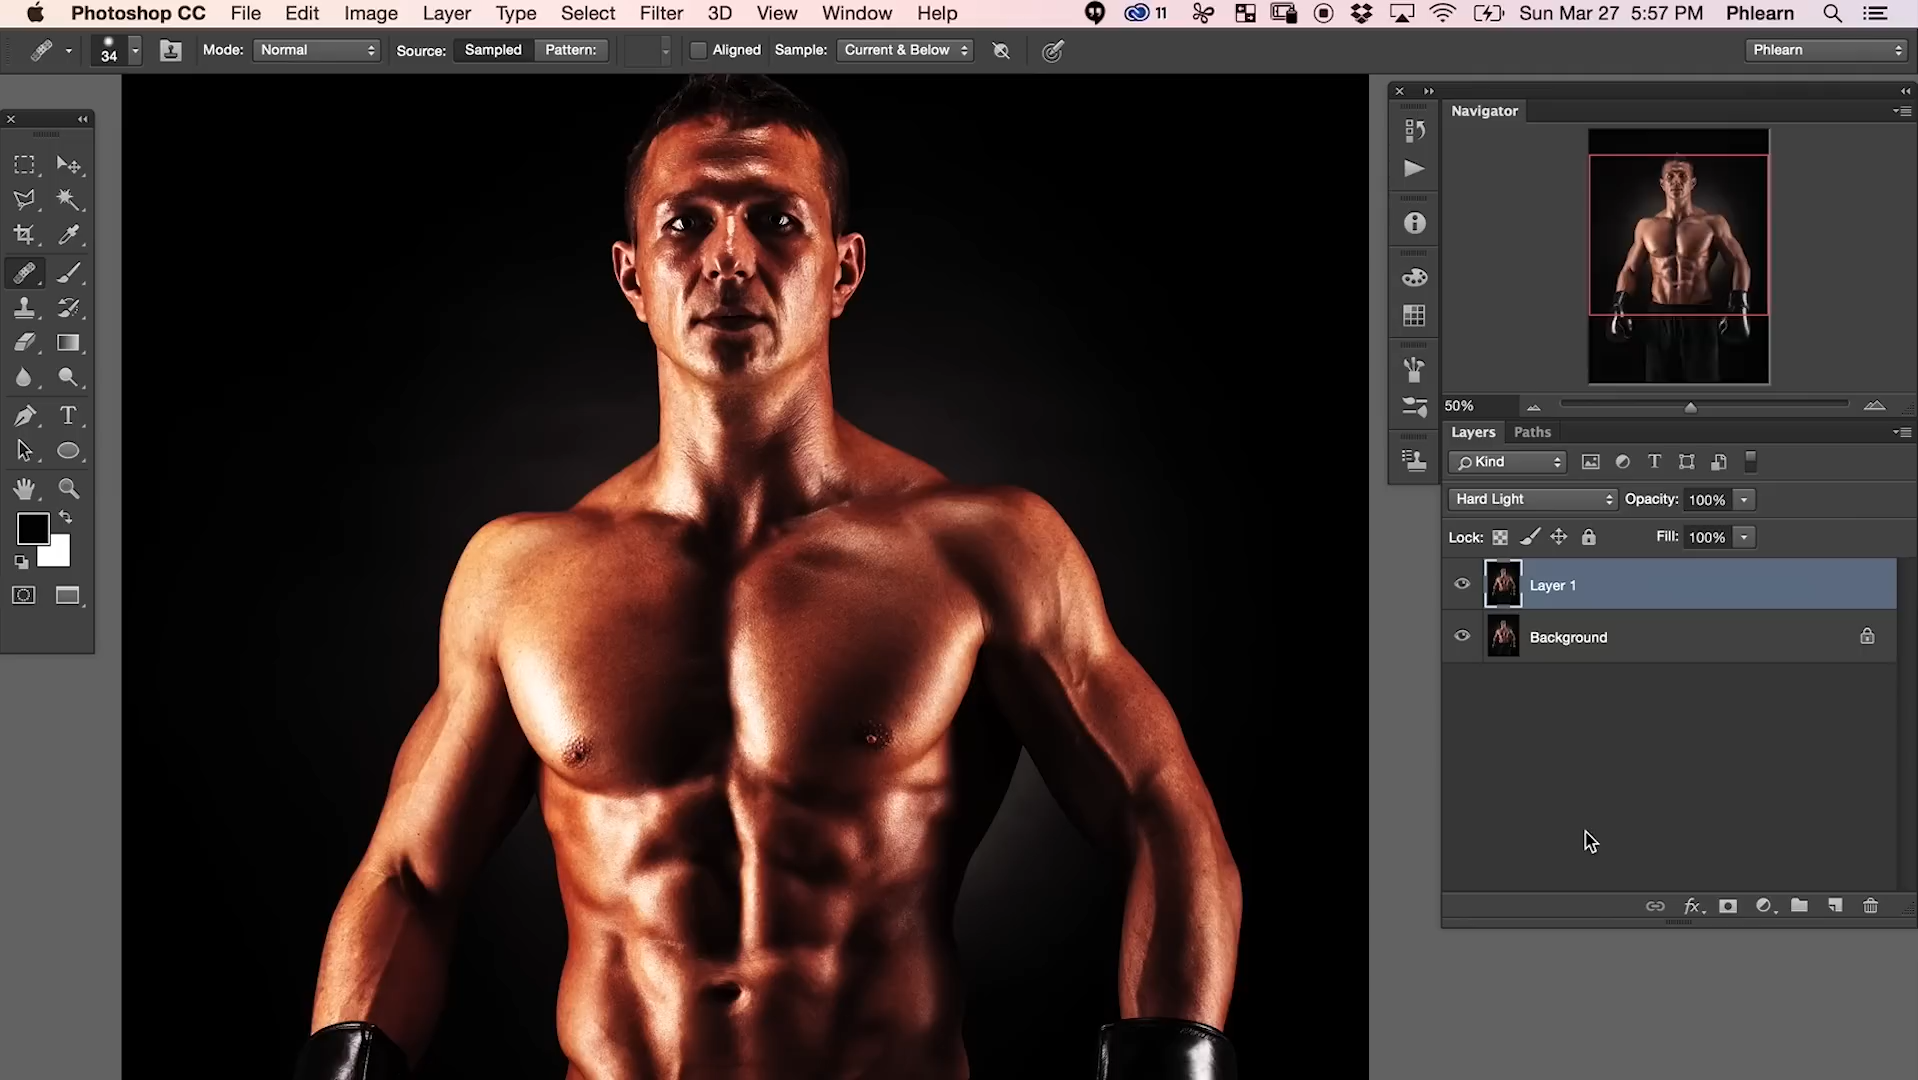 Photoshop CC File Edit Image Layer Type Select Filter 3D View Window Help 11 Sun Mar 27 5:57 PM Phlearn
34 Mode: Normal Source: Sampled Pattern: Aligned Sample: Current & Below Phlearn
Navigator
50%
Layers Paths
Kind
Hard Light Opacity: 100%
Lock: Fill: 100%
Layer 1
Background